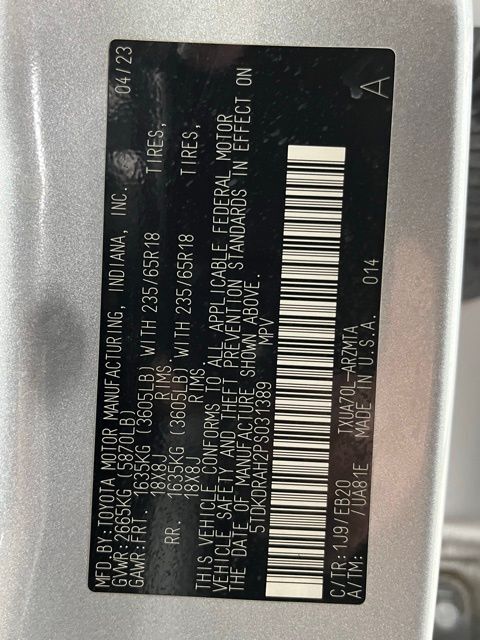 MFD.BY:TOYOTA MOTOR MANUFACTURING, INDIANA, INC. 04/23
GVWR:2665KG (5870LB)
GAWR:FRT. 1635KG (3605LB) WITH 235/65R18 TIRES,
18X8J RIMS
RR. 1635KG (3605LB) WITH 235/65R18 TIRES,
18X8J RIMS
THIS VEHICLE CONFORMS TO ALL APPLICABLE FEDERAL MOTOR
VEHICLE SAFETY AND THEFT PREVENTION STANDARDS IN EFFECT ON
THE DATE OF MANUFACTURE SHOWN ABOVE.
5TDKDRAH2PS031389 MPV
C/TR:1J9/EB20 TXUA70L-ARZMTA 014 A
A/TM: /UA81E MADE IN U.S.A.